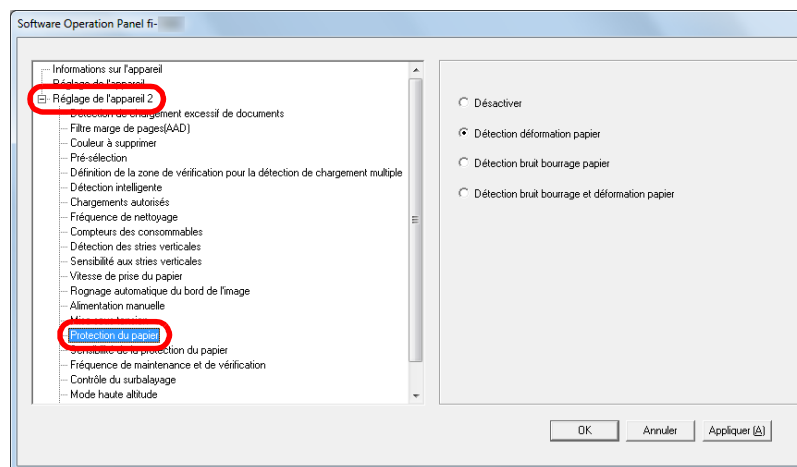 Software Operation Panel fi-
Informations sur l'appareil
Réglage de l'appareil
Réglage de l'appareil 2
Détection de chargement excessif de documents
Filtre marge de pages(AAD)
Couleur à supprimer
Pré-sélection
Définition de la zone de vérification pour la détection de chargement multiple
Détection intelligente
Chargements autorisés
Fréquence de nettoyage
Compteurs des consommables
Détection des stries verticales
Sensibilité aux stries verticales
Vitesse de prise du papier
Rognage automatique du bord de l'image
Alimentation manuelle
Mise sous tension
Protection du papier
Sensibilité de la protection du papier
Fréquence de maintenance et de vérification
Contrôle du surbalayage
Mode haute altitude
Désactiver
Détection déformation papier
Détection bruit bourrage papier
Détection bruit bourrage et déformation papier
OK Annuler Appliquer (A)